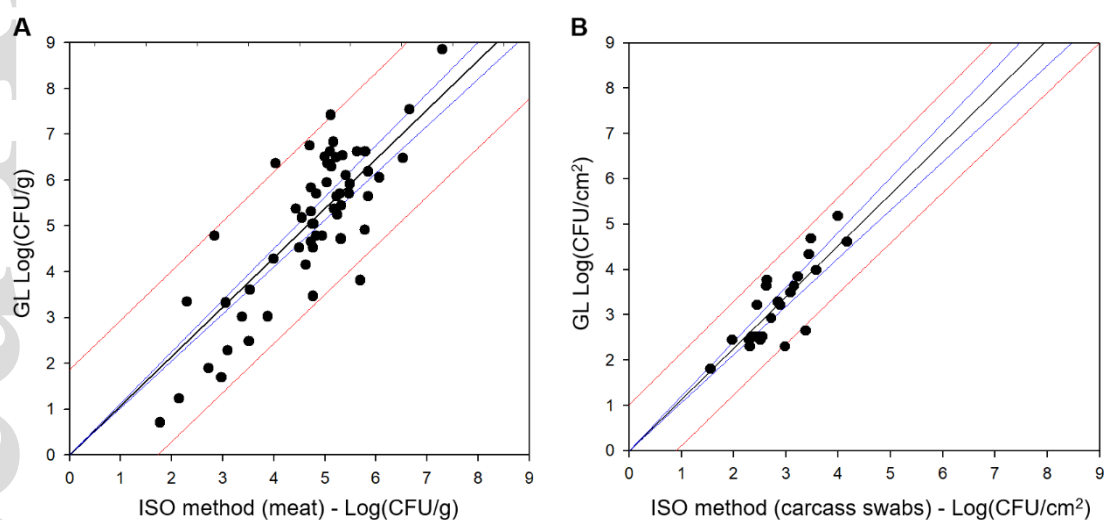 A
B
9
8
7
6
5
4
3
2
1
0
GL Log(CFU/g)
0 1 2 3 4 5 6 7 8 9
ISO method (meat) - Log(CFU/g)
9
8
7
6
5
4
3
2
1
0
GL Log(CFU/cm²)
0 1 2 3 4 5 6 7 8 9
ISO method (carcass swabs) - Log(CFU/cm²)